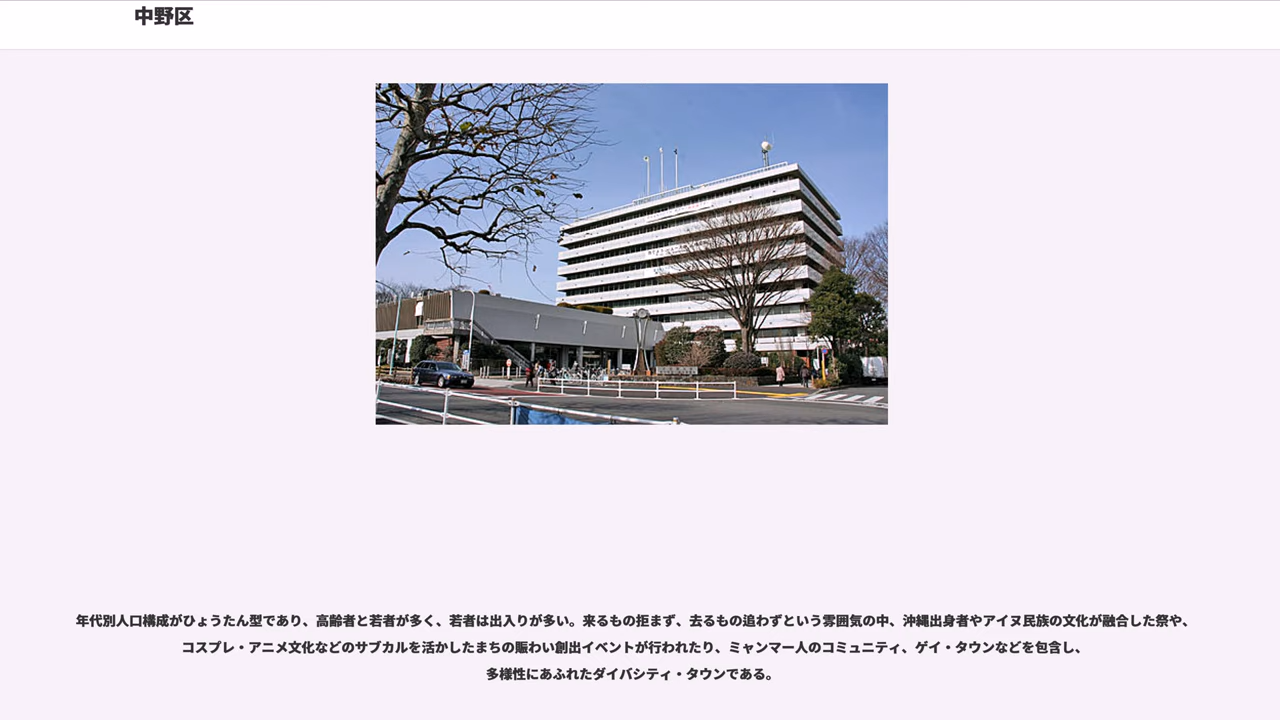 中野区
年代別人口構成がひょうたん型であり、高齢者と若者が多く、若者は出入りが多い。来るもの拒まず、去るもの追わずという雰囲気の中、沖縄出身者やアイヌ民族の文化が融合した祭や、
コスプレ・アニメ文化などのサブカルを活かしたまちの賑わい創出イベントが行われたり、ミャンマー人のコミュニティ、ゲイ・タウンなどを包含し、
多様性にあふれたダイバシティ・タウンである。